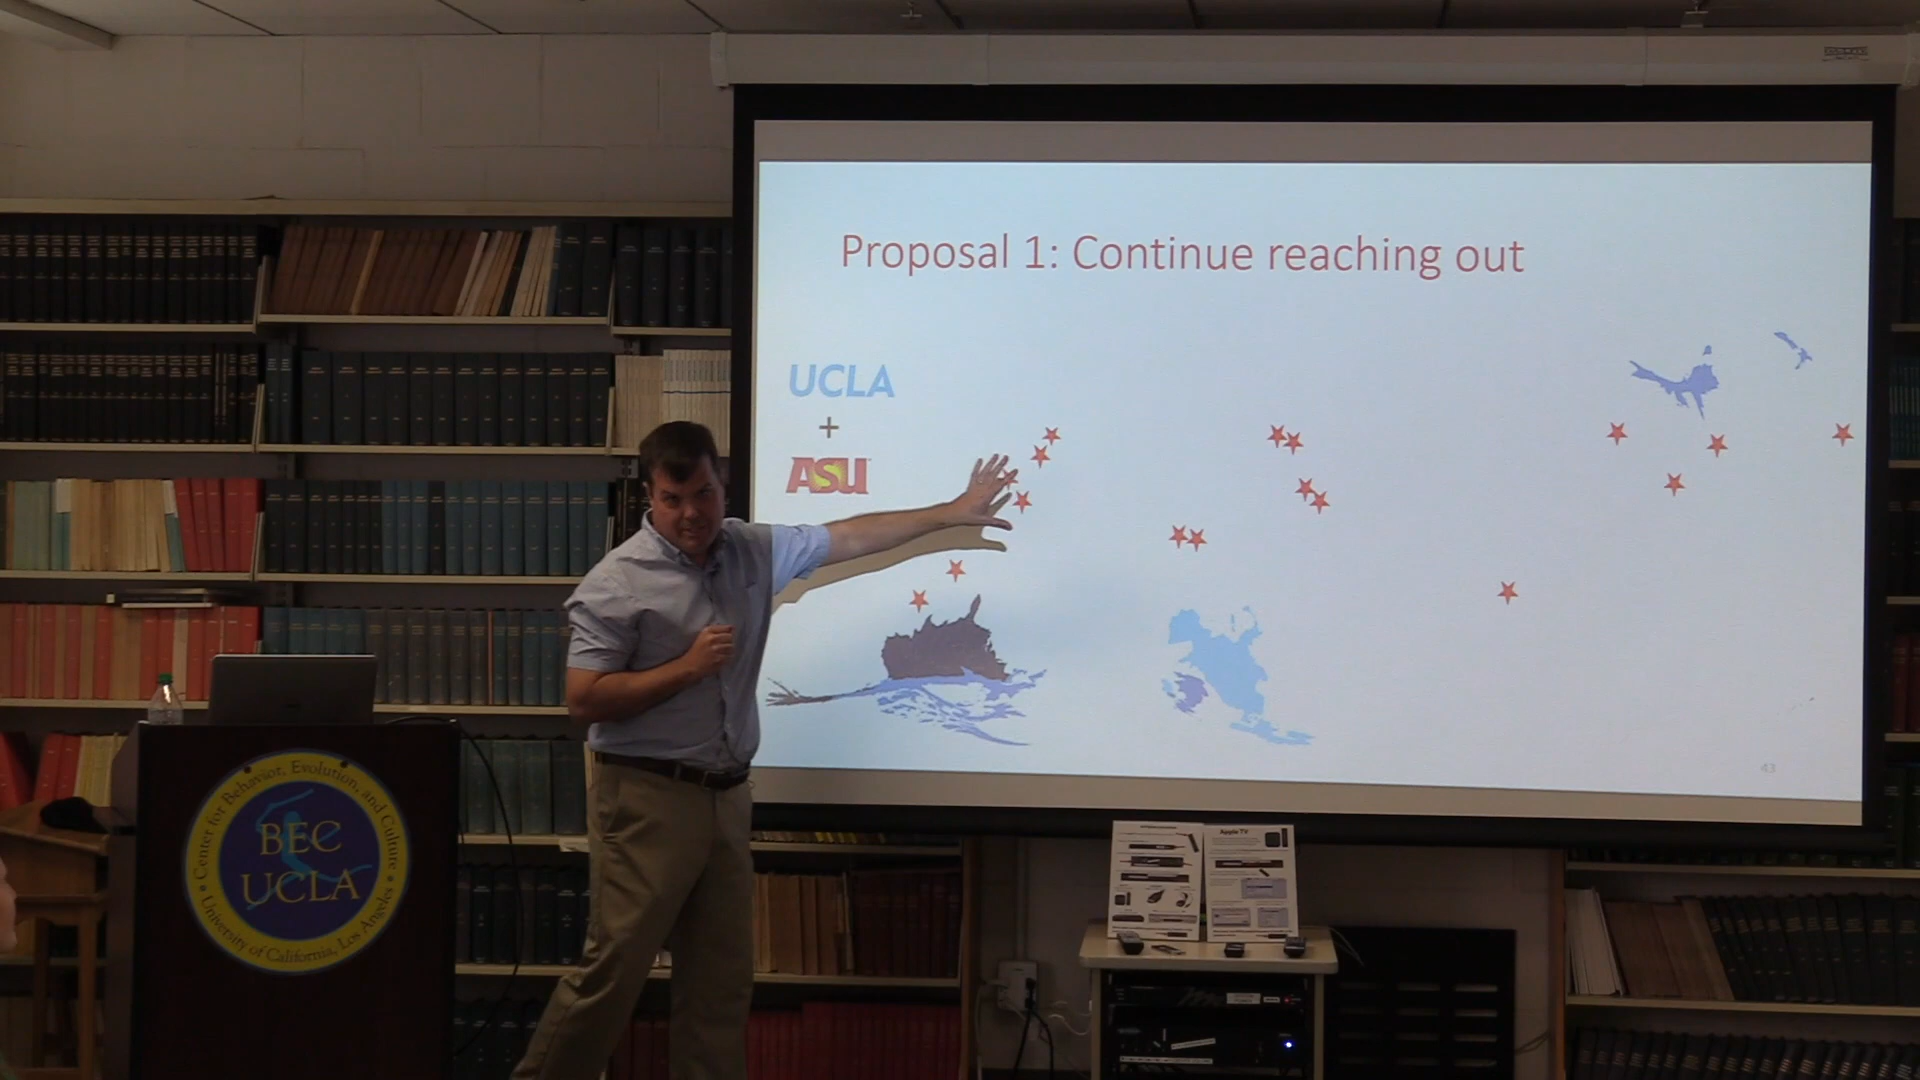 Proposal 1: Continue reaching out
UCLA
+
ASU
43
Center for Behavior, Evolution, and Culture
BEC
UCLA
University of California, Los Angeles
Apple TV